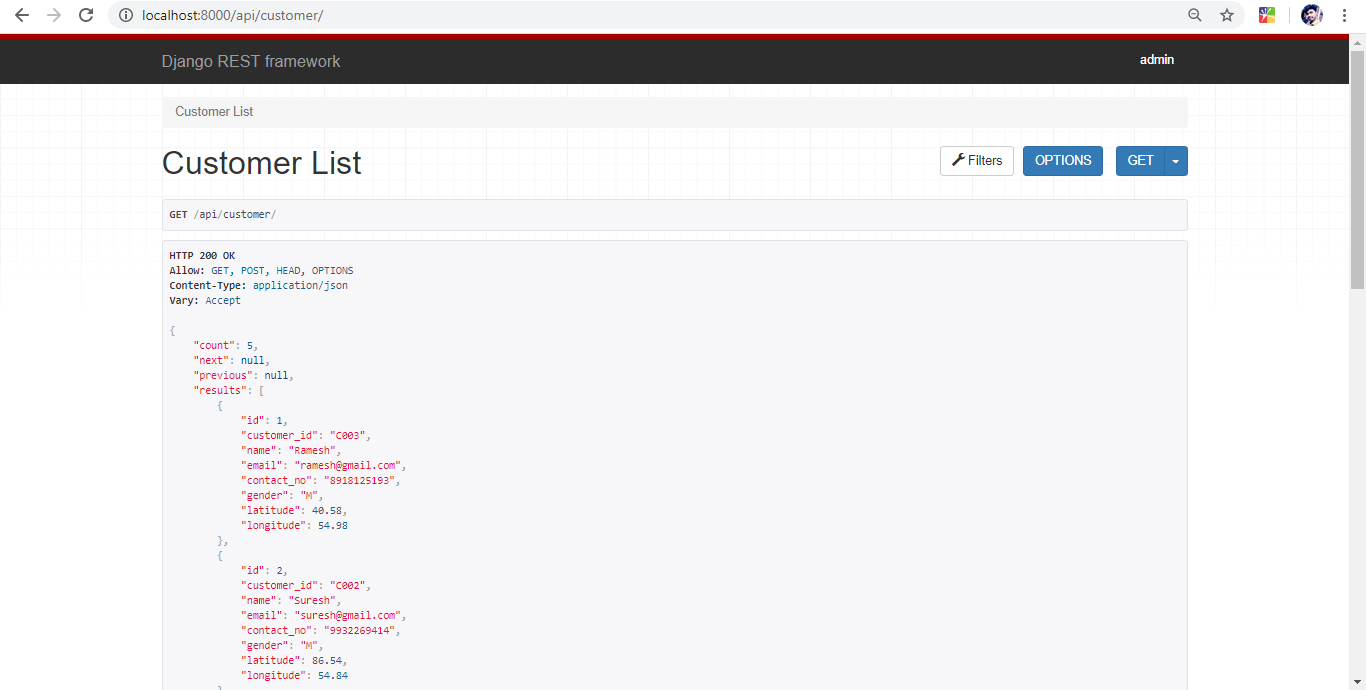 localhost:8000/api/customer/
Django REST framework
admin
Customer List
Customer List
Filters
OPTIONS
GET
GET /api/customer/
HTTP 200 OK
Allow: GET, POST, HEAD, OPTIONS
Content-Type: application/json
Vary: Accept
{
"count": 5,
"next": null,
"previous": null,
"results": [
{
"id": 1,
"customer_id": "C003",
"name": "Ramesh",
"email": "ramesh@gmail.com",
"contact_no": "8918125193",
"gender": "M",
"latitude": 40.58,
"longitude": 54.98
},
{
"id": 2,
"customer_id": "C002",
"name": "Suresh",
"email": "suresh@gmail.com",
"contact_no": "9932269414",
"gender": "M",
"latitude": 86.54,
"longitude": 54.84